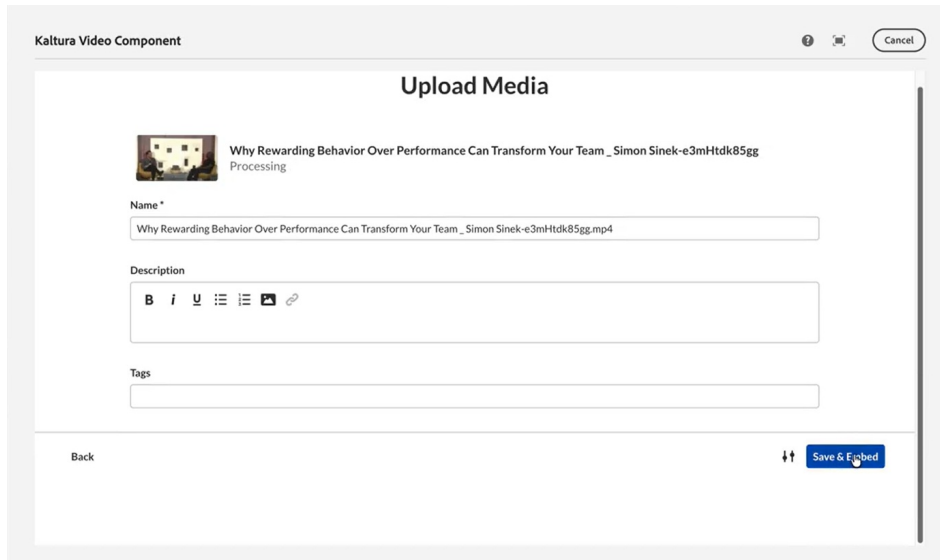 Kaltura Video Component
Cancel
Upload Media
Why Rewarding Behavior Over Performance Can Transform Your Team _ Simon Sinek-e3mHtdk85gg
Processing
Name *
Why Rewarding Behavior Over Performance Can Transform Your Team _ Simon Sinek-e3mHtdk85gg.mp4
Description
B i U
Tags
Back
Save & Embed